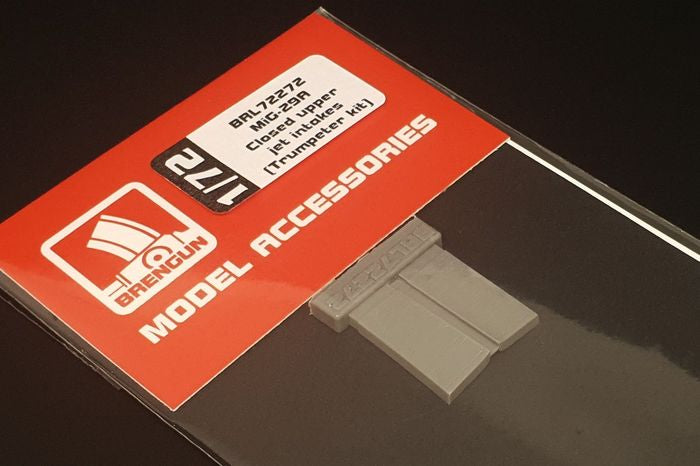 BRL72272
MiG-29A
Closed upper
jet intakes
(Trumpeter kit)
1/72
BRENGUN
MODEL ACCESSORIES